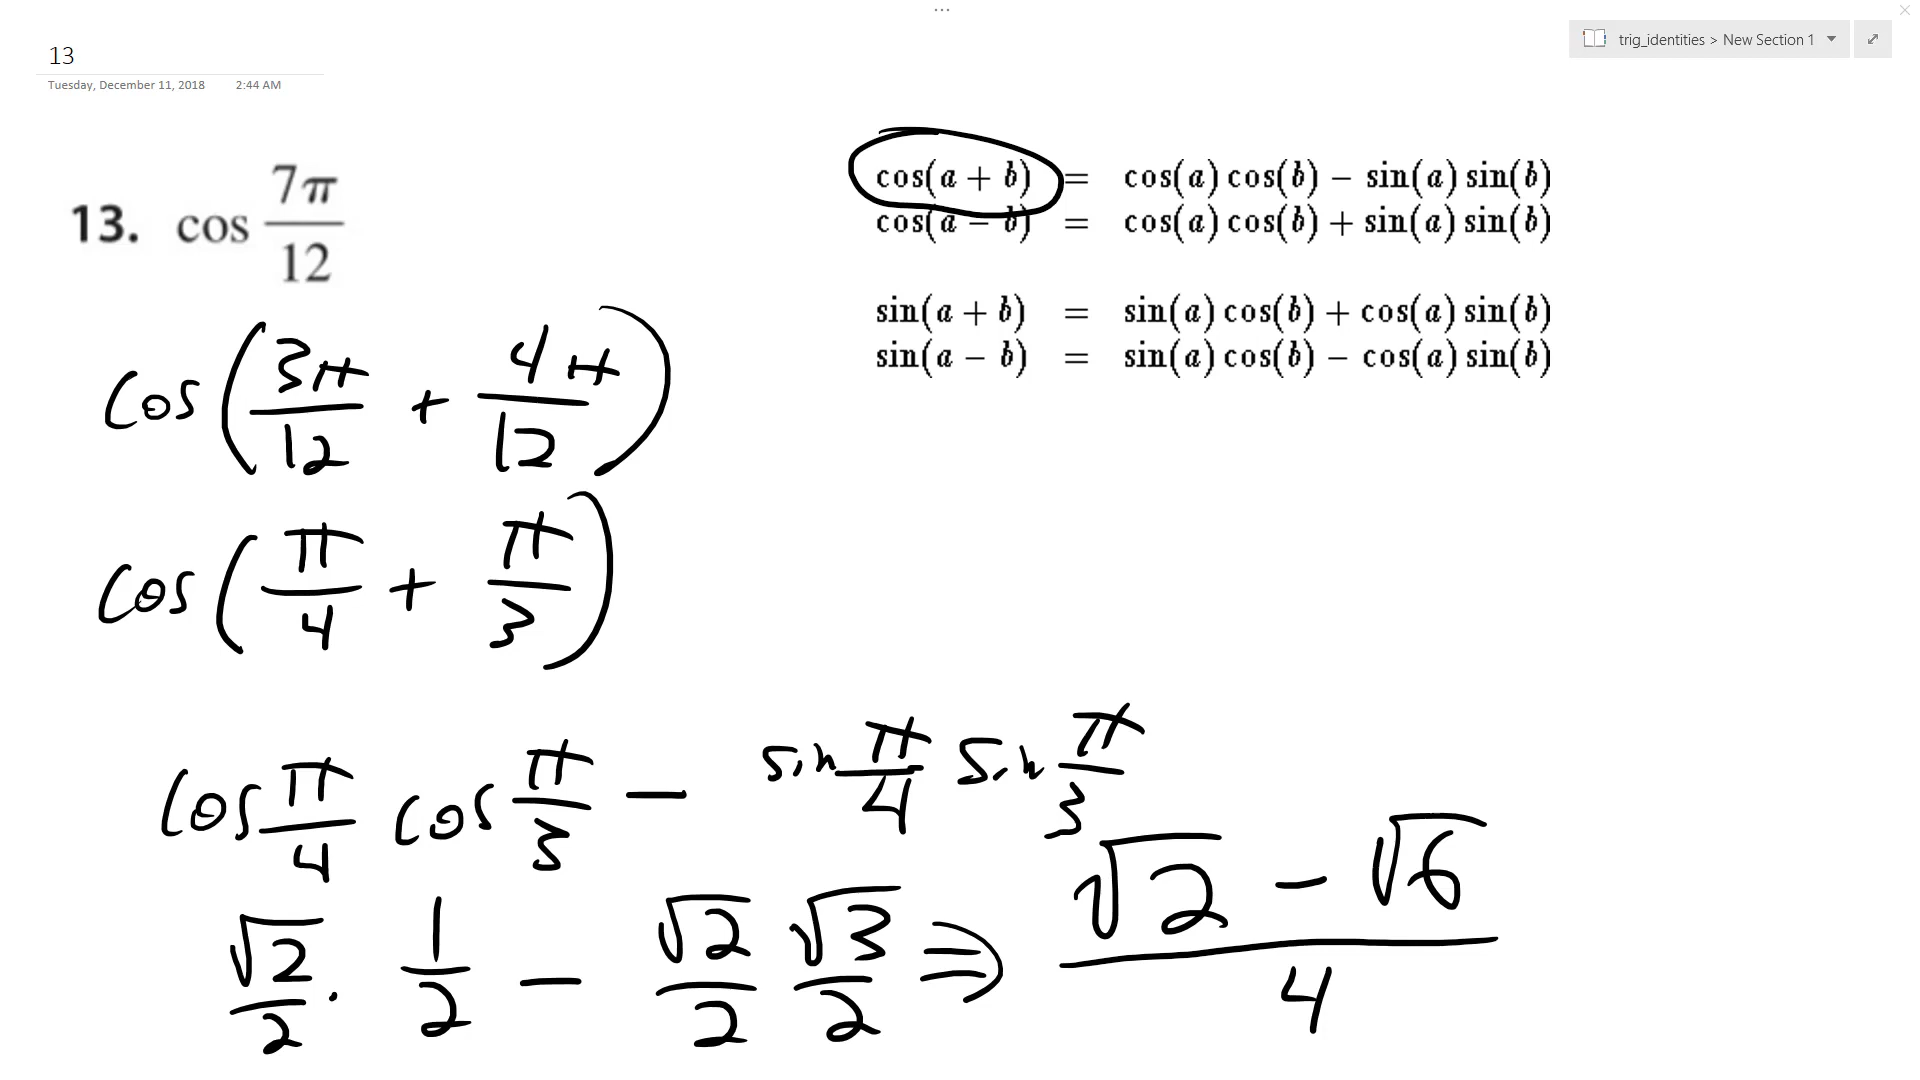 ...
13
trig_identities > New Section 1
Tuesday, December 11, 2018 2:44 AM
13. cos 7π/12
cos(a + b) = cos(a) cos(b) − sin(a) sin(b)
cos(a − b) = cos(a) cos(b) + sin(a) sin(b)
sin(a + b) = sin(a) cos(b) + cos(a) sin(b)
sin(a − b) = sin(a) cos(b) − cos(a) sin(b)
cos(3π/12 + 4π/12)
cos(π/4 + π/3)
cos π/4 cos π/3 − sin π/4 sin π/3
√2/2 · 1/2 − √2/2 √3/2 ⇒ (√2 − √6)/4